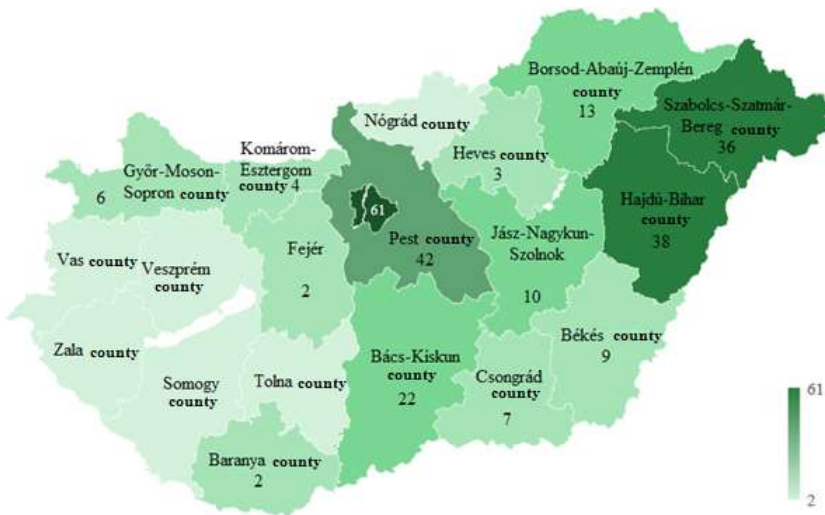 Borsod-Abaúj-Zemplén
county
13
Szabolcs-Szatmár-
Bereg county
36
Nógrád county
Heves county
3
Komárom-
Esztergom
county 4
Győr-Moson-
Sopron county
6
Hajdú-Bihar
county
38
61
Pest county
42
Jász-Nagykun-
Szolnok
10
Fejér
2
Vas county
Veszprém
county
Zala county
Somogy
county
Tolna county
Bács-Kiskun
county
22
Csongrád
county
7
Békés county
9
Baranya county
2
61
2